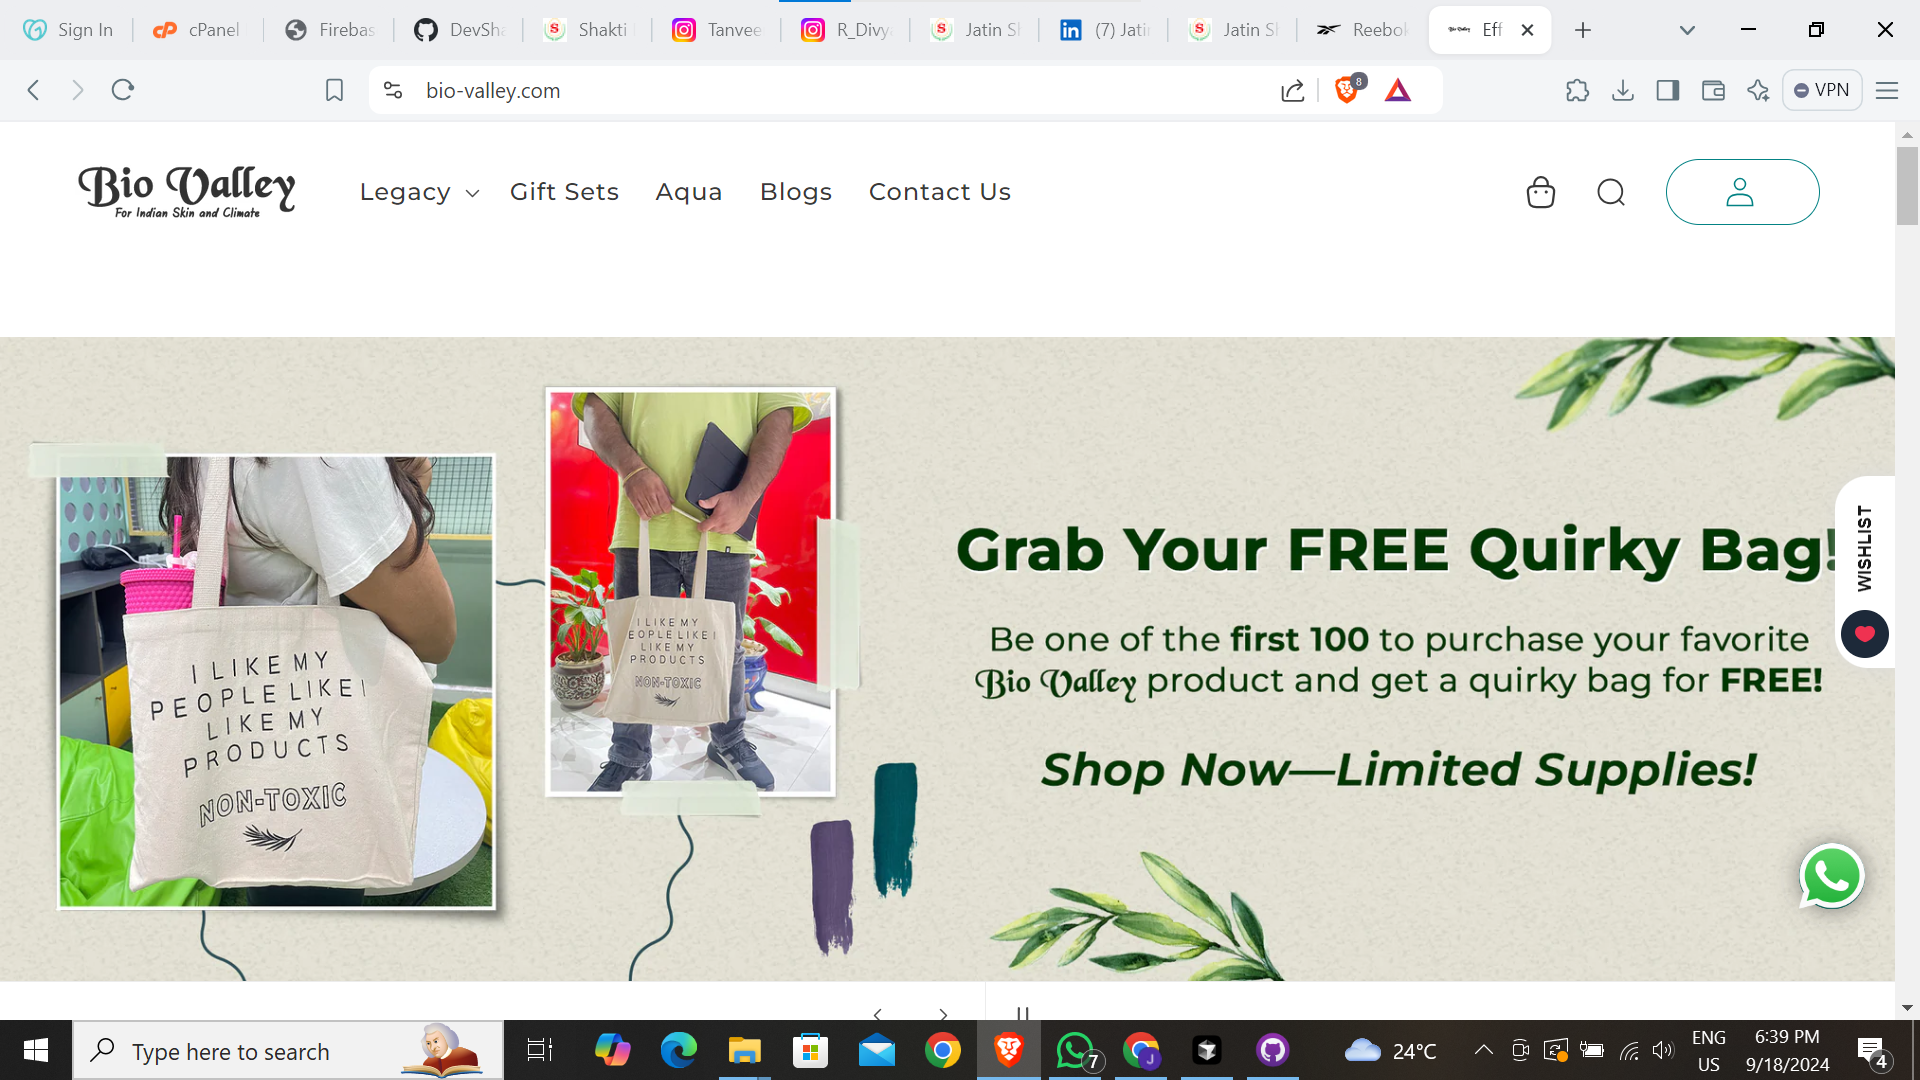 Sign In
cPanel
Firebas
DevSha
Shakti
Tanvee
R_Divy
Jatin S
(7) Jati
Jatin S
Reebok
Eff
bio-valley.com
8
VPN
Bio Valley
For Indian Skin and Climate
Legacy
Gift Sets
Aqua
Blogs
Contact Us
I LIKE MY
PEOPLE LIKE I
LIKE MY
PRODUCTS
NON-TOXIC
I LIKE MY
EOPLE LIKE I
LIKE MY
PRODUCTS
NON-TOXIC
Grab Your FREE Quirky Bag!
Be one of the first 100 to purchase your favorite
Bio Valley product and get a quirky bag for FREE!
Shop Now—Limited Supplies!
WISHLIST
Type here to search
7
J
24°C
ENG
US
6:39 PM
9/18/2024
4